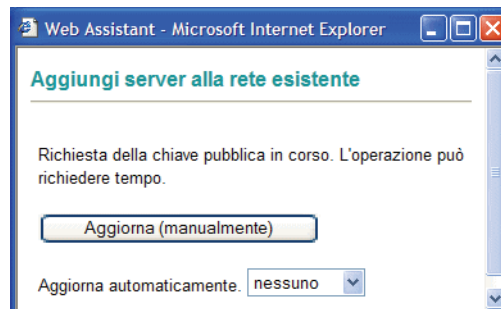 Web Assistant - Microsoft Internet Explorer
Aggiungi server alla rete esistente
Richiesta della chiave pubblica in corso. L'operazione può
richiedere tempo.
Aggiorna (manualmente)
Aggiorna automaticamente. nessuno